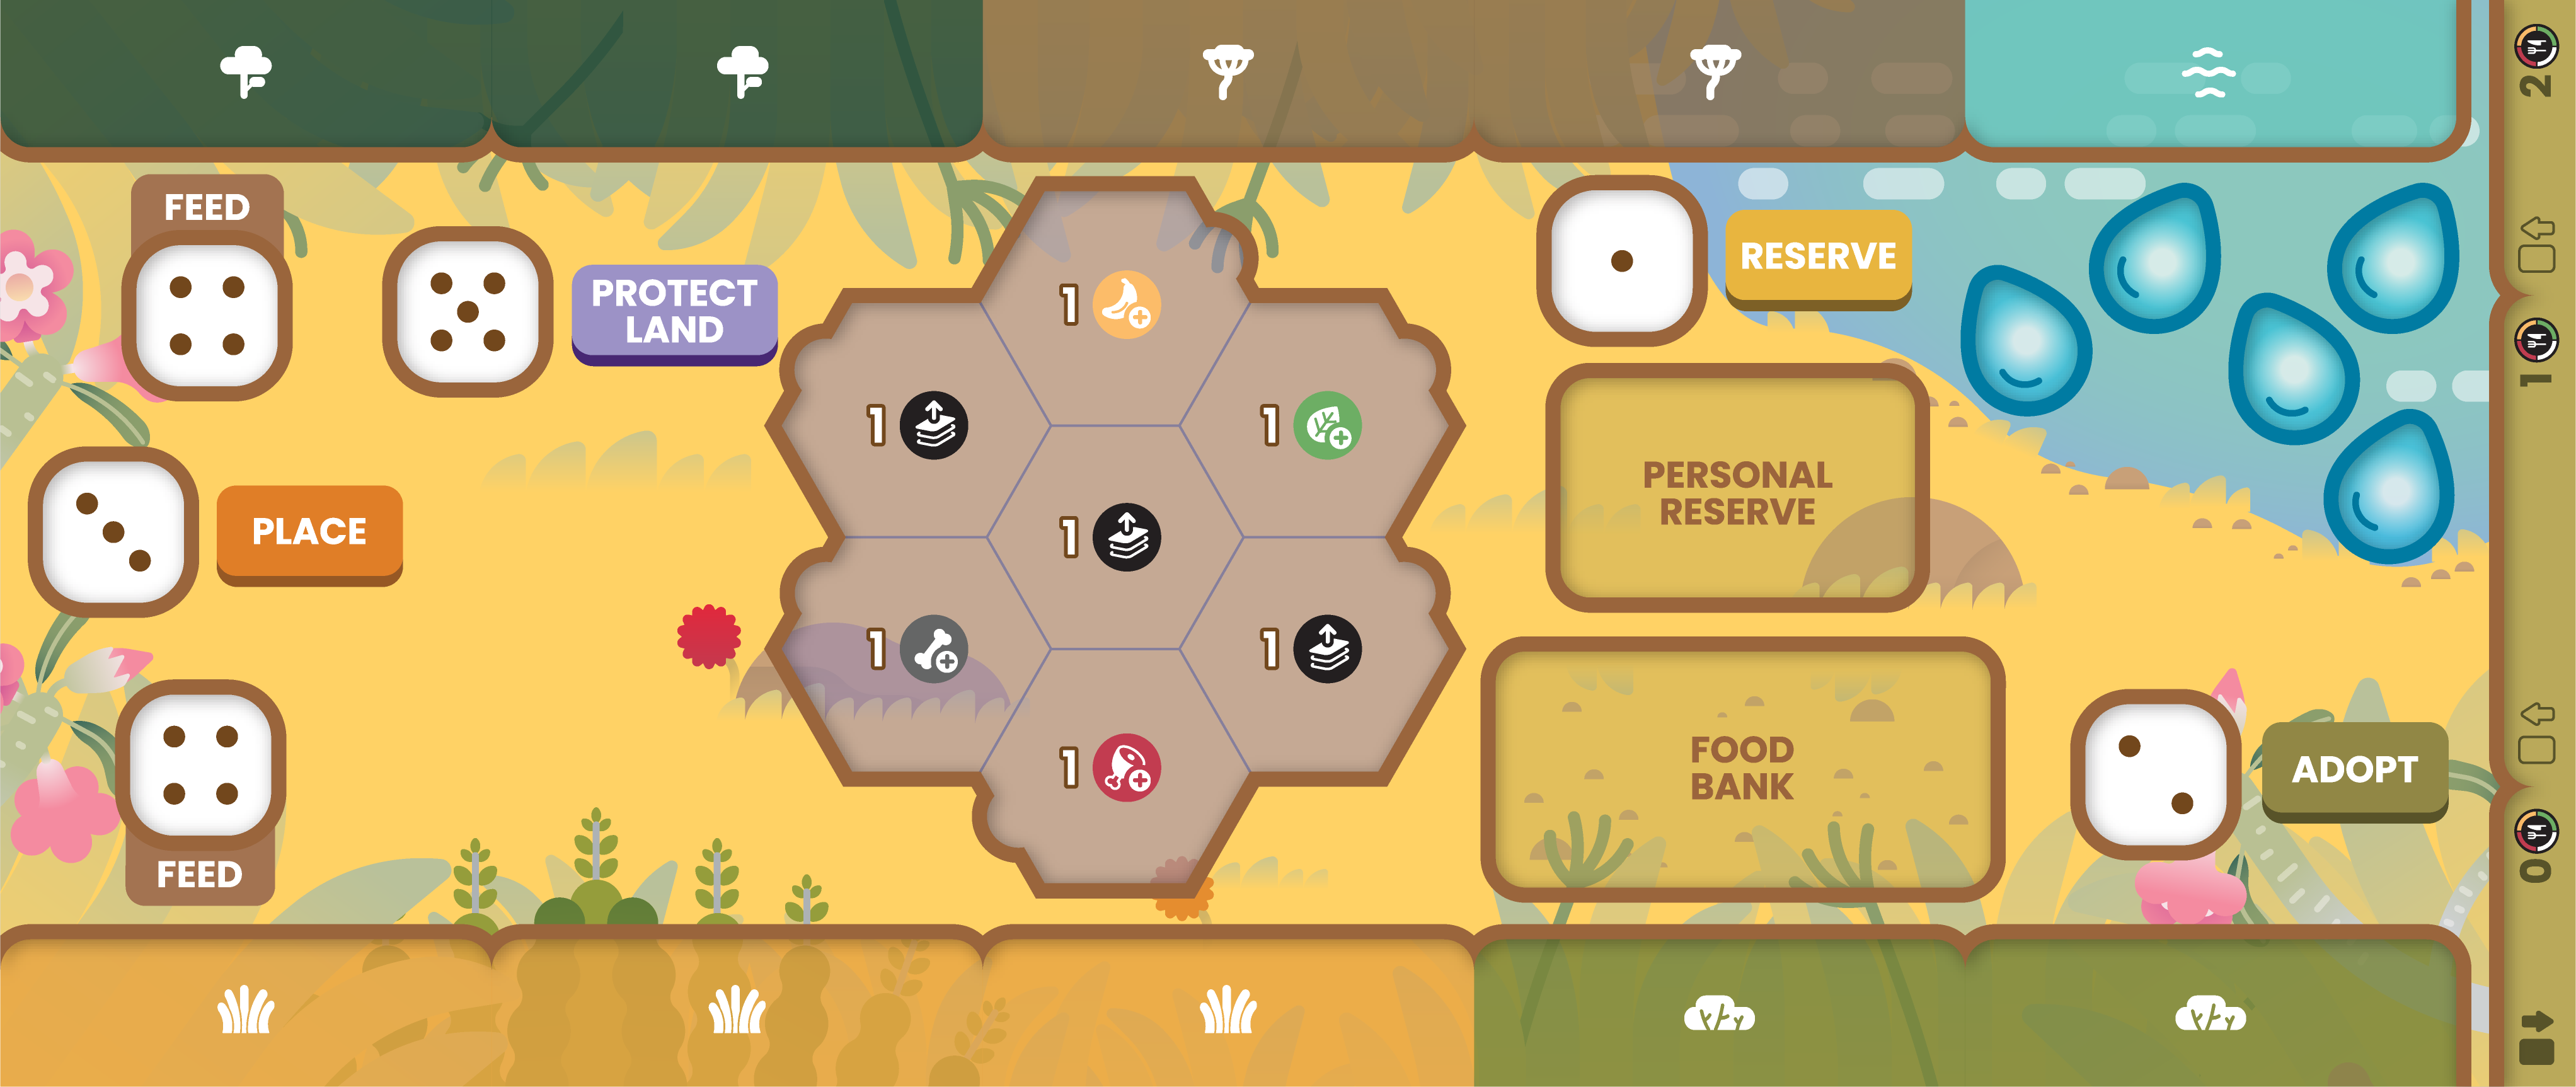 FEED
PROTECT
LAND
RESERVE
1
1
1
PLACE
1
PERSONAL
RESERVE
1
1
1
FOOD
BANK
ADOPT
FEED
2
1
0